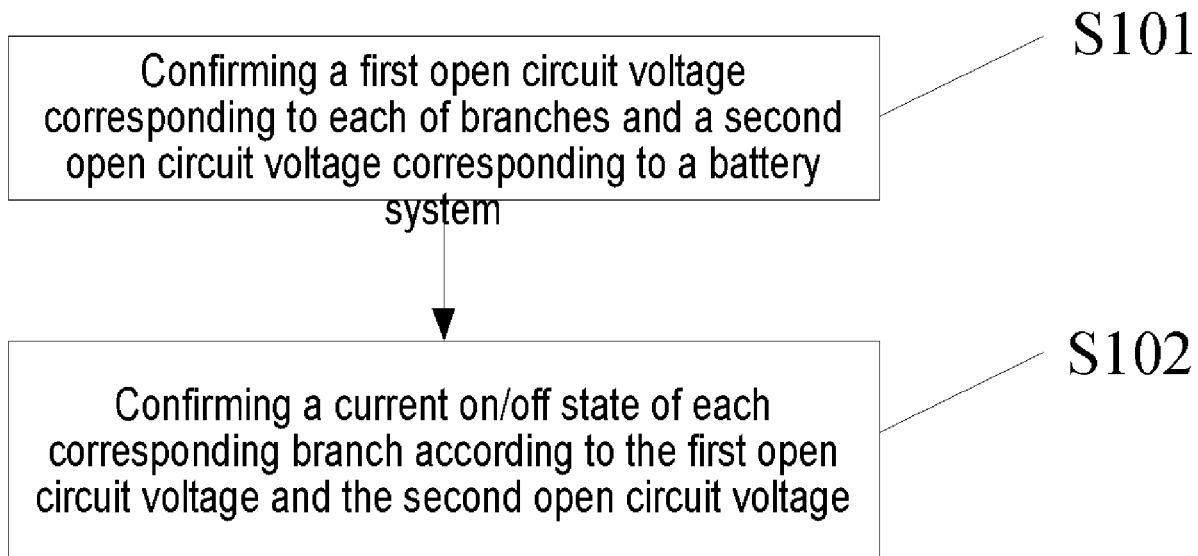 S101
Confirming a first open circuit voltage
corresponding to each of branches and a second
open circuit voltage corresponding to a battery
system
S102
Confirming a current on/off state of each
corresponding branch according to the first open
circuit voltage and the second open circuit voltage